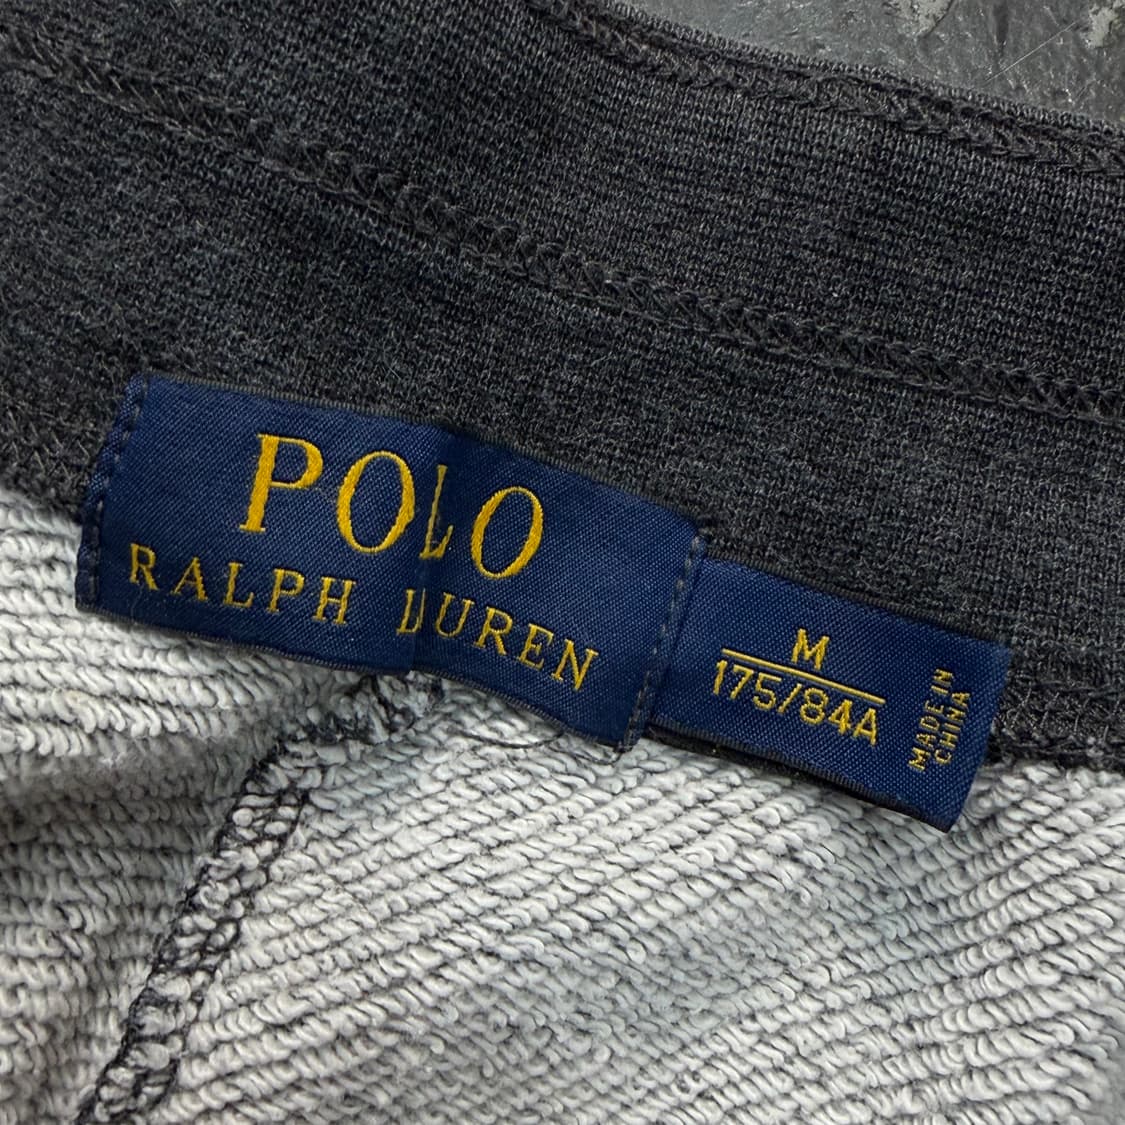 POLO
RALPH LAUREN
M
175/84A
MADE IN
CHINA